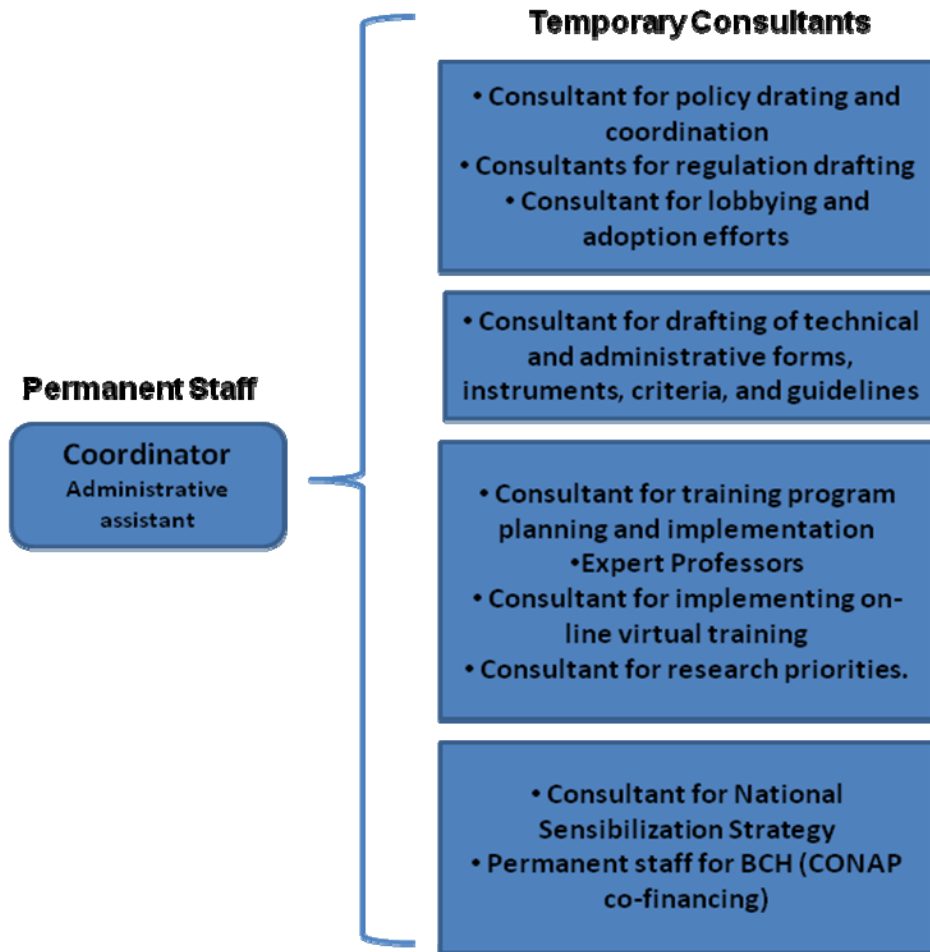 Temporary Consultants
• Consultant for policy drating and
coordination
• Consultants for regulation drafting
• Consultant for lobbying and
adoption efforts
• Consultant for drafting of technical
and administrative forms,
instruments, criteria, and guidelines
Permanent Staff
Coordinator
Administrative
assistant
• Consultant for training program
planning and implementation
•Expert Professors
• Consultant for implementing on-
line virtual training
• Consultant for research priorities.
• Consultant for National
Sensibilization Strategy
• Permanent staff for BCH (CONAP
co-financing)